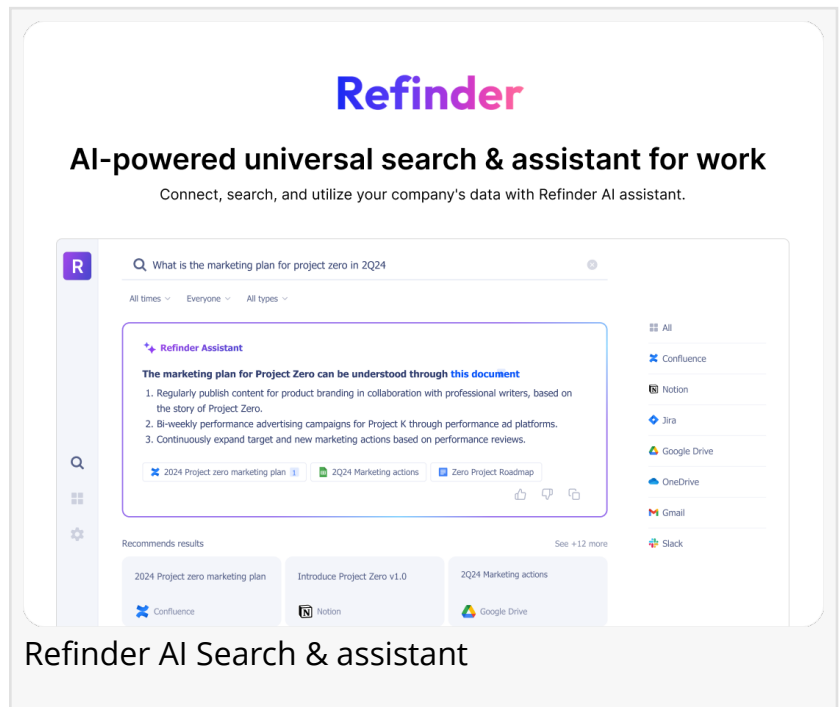 Refinder
AI-powered universal search & assistant for work
Connect, search, and utilize your company's data with Refinder AI assistant.
R
What is the marketing plan for project zero in 2Q24
All times
Everyone
All types
Refinder Assistant
The marketing plan for Project Zero can be understood through this document
1. Regularly publish content for product branding in collaboration with professional writers, based on
the story of Project Zero.
2. Bi-weekly performance advertising campaigns for Project K through performance ad platforms.
3. Continuously expand target and new marketing actions based on performance reviews.
2024 Project zero marketing plan 1
2Q24 Marketing actions
Zero Project Roadmap
Recommends results
See +12 more
2024 Project zero marketing plan
Confluence
Introduce Project Zero v1.0
Notion
2Q24 Marketing actions
Google Drive
All
Confluence
Notion
Jira
Google Drive
OneDrive
Gmail
Slack
Refinder AI Search & assistant